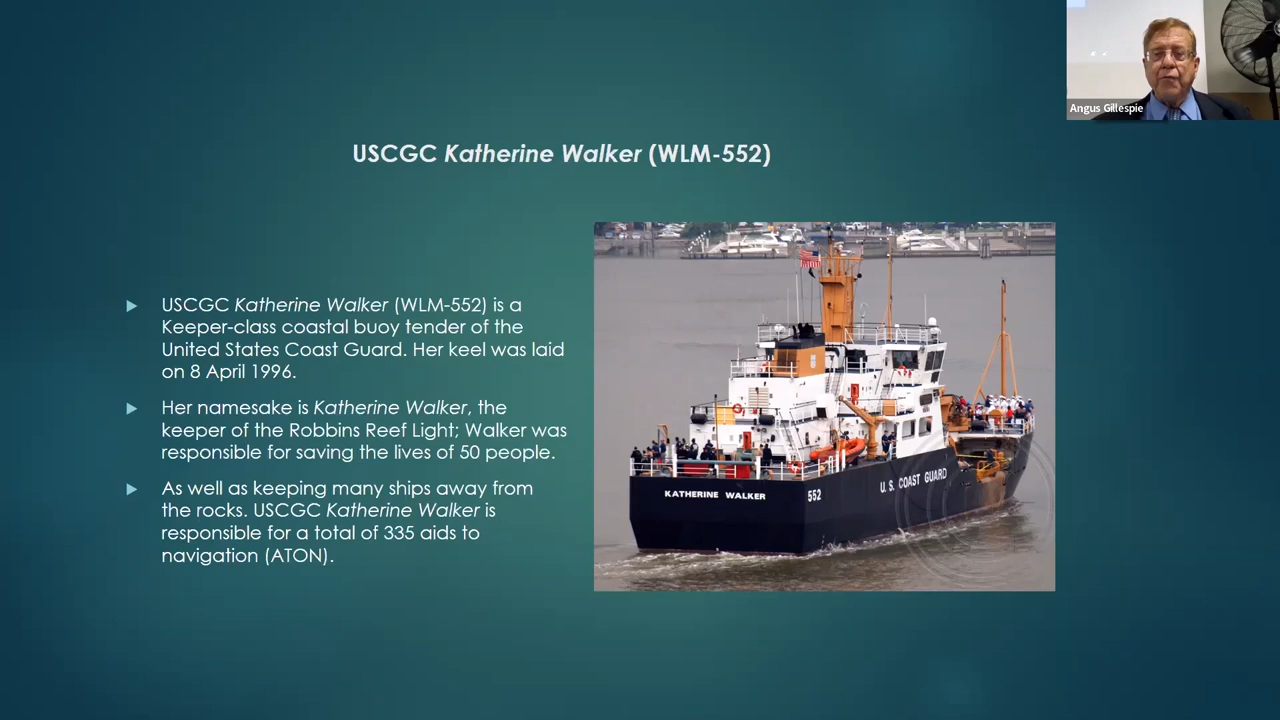 Angus Gillespie
USCGC Katherine Walker (WLM-552)
USCGC Katherine Walker (WLM-552) is a
Keeper-class coastal buoy tender of the
United States Coast Guard. Her keel was laid
on 8 April 1996.
Her namesake is Katherine Walker, the
keeper of the Robbins Reef Light; Walker was
responsible for saving the lives of 50 people.
As well as keeping many ships away from
the rocks. USCGC Katherine Walker is
responsible for a total of 335 aids to
navigation (ATON).
KATHERINE WALKER
552
U. S. COAST GUARD